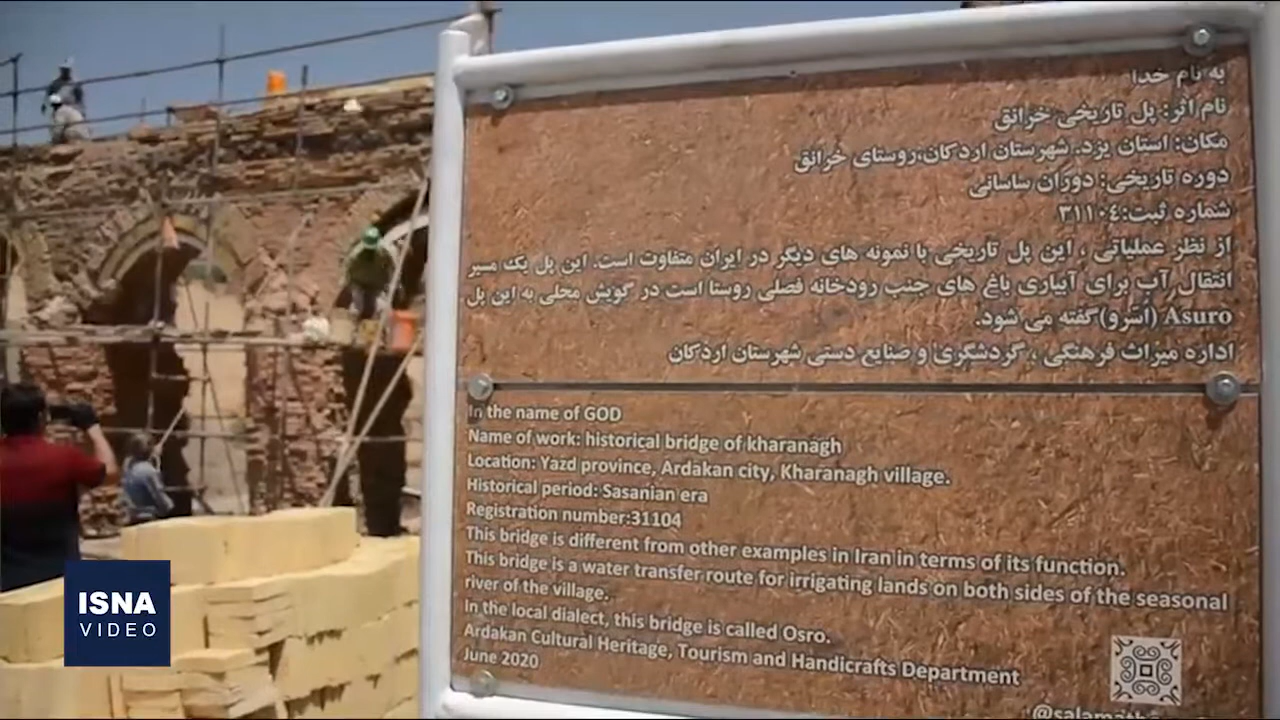 به نام خدا
نام اثر: پل تاریخی خرانق
مکان: استان یزد. شهرستان اردکان،روستای خرانق
دوره تاریخی: دوران ساسانی
شماره ثبت:۳۱۱۰٤
از نظر عملیاتی ، این پل تاریخی با نمونه های دیگر در ایران متفاوت است. این پل یک مسیر
انتقال آب برای آبیاری باغ های جنب رودخانه فصلی روستا است در گویش محلی به این پل
Asuro (اَسُرو)گفته می شود.
اداره میراث فرهنگی ، گردشگری و صنایع دستی شهرستان اردکان
In the name of GOD
Name of work: historical bridge of kharanagh
Location: Yazd province, Ardakan city, Kharanagh village.
Historical period: Sasanian era
Registration number:31104
This bridge is different from other examples in Iran in terms of its function.
This bridge is a water transfer route for irrigating lands on both sides of the seasonal
river of the village.
In the local dialect, this bridge is called Osro.
Ardakan Cultural Heritage, Tourism and Handicrafts Department
June 2020
ISNA
VIDEO